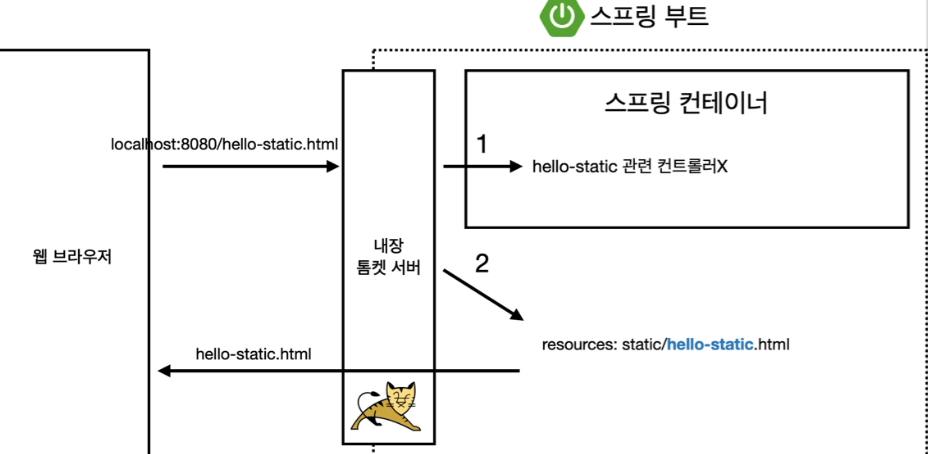 스프링 부트
스프링 컨테이너
localhost:8080/hello-static.html
1
hello-static 관련 컨트롤러X
웹 브라우저
내장
톰켓 서버
2
resources: static/hello-static.html
hello-static.html